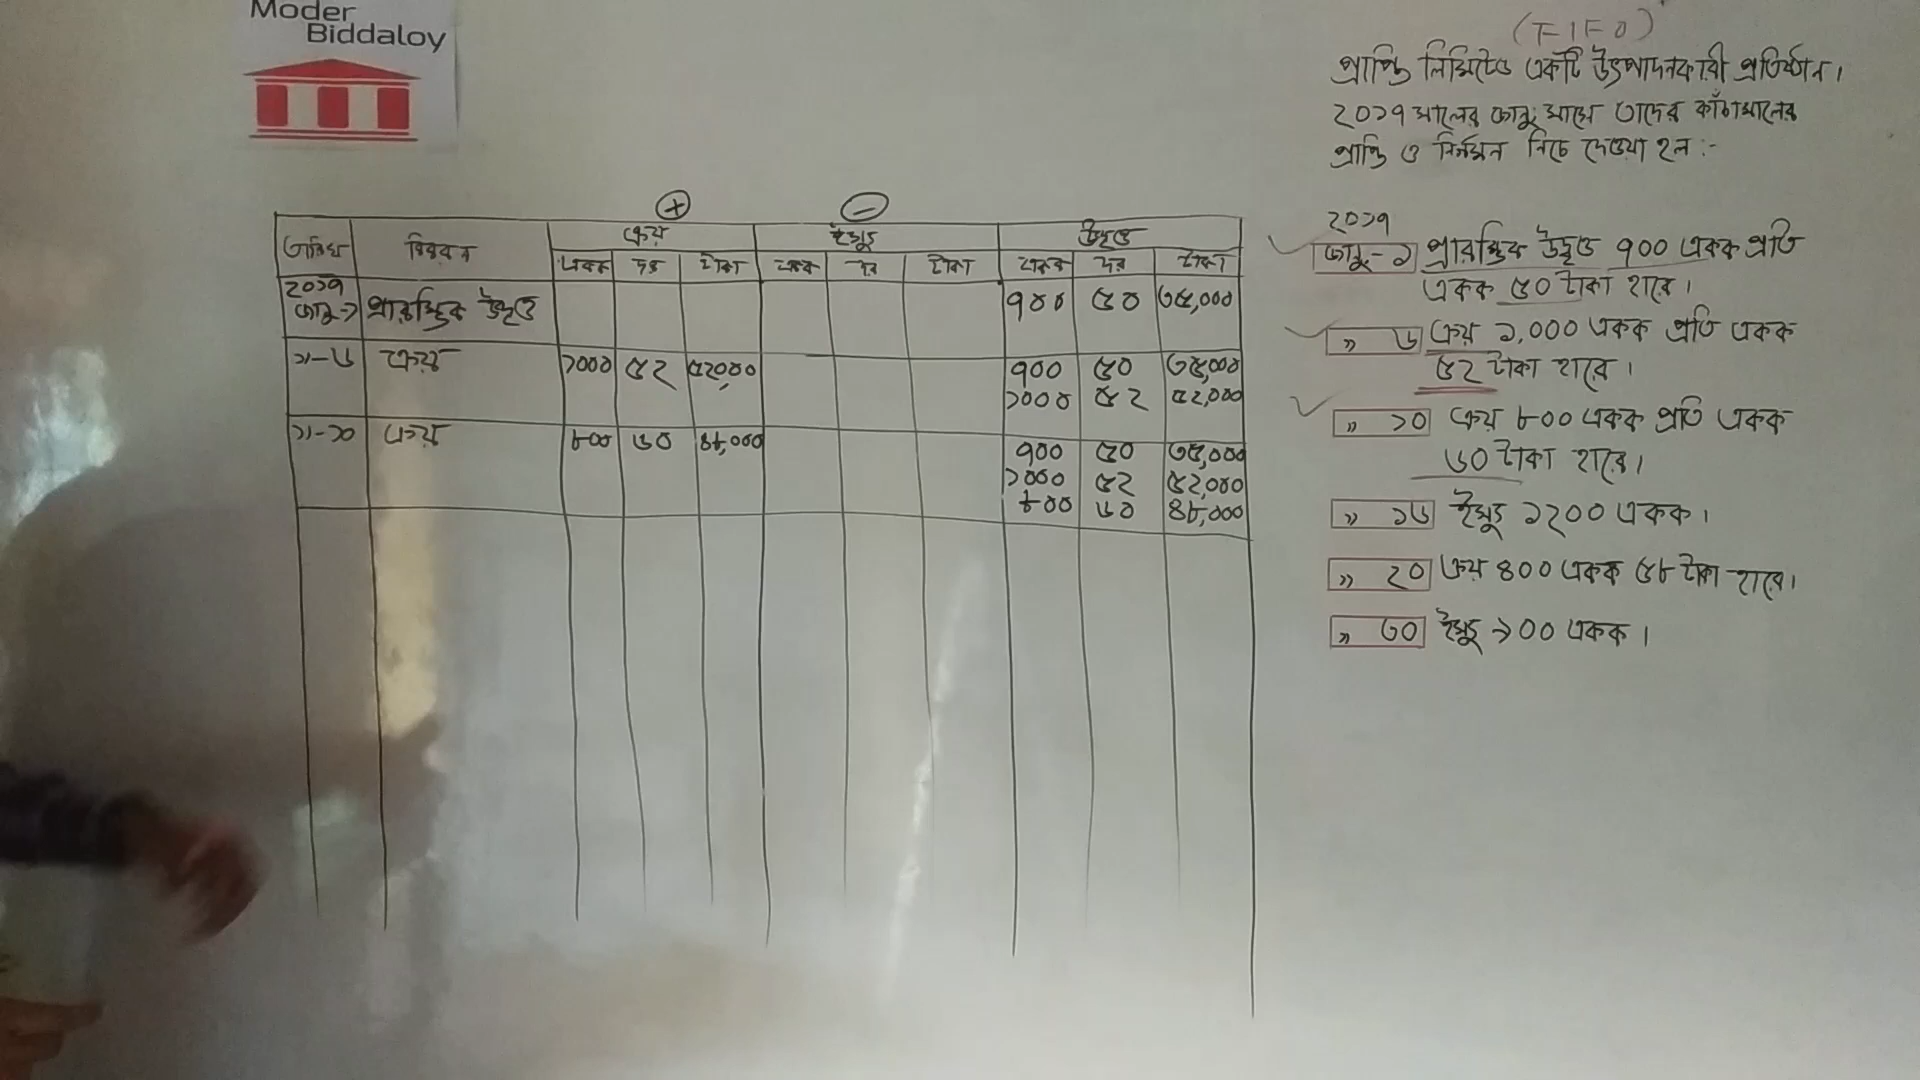 Moder
Biddaloy
(F I F O)
প্রাপ্তি লিমিটেড একটি উৎপাদনকারী প্রতিষ্ঠান।
২০১৭ সালের জানু: মাসে তাদের কাঁচামালের
প্রাপ্তি ও নির্গমন নিচে দেওয়া হল :-
২০১৭
জানু-১ প্রারম্ভিক উদ্বৃত্ত ৭০০ একক প্রতি
একক ৫০ টাকা হারে।
" ৬ ক্রয় ১,০০০ একক প্রতি একক
৫২ টাকা হারে।
" ১০ ক্রয় ৮০০ একক প্রতি একক
৬০ টাকা হারে।
" ১৬ ইস্যু ১২০০ একক।
" ২০ ক্রয় ৪০০ একক ৫৮ টাকা হারে।
" ৩০ ইস্যু ৯০০ একক।
+ −
তারিখ বিবরন ক্রয় ইস্যু উদ্বৃত্ত
একক দর টাকা একক দর টাকা একক দর টাকা
২০১৭
জানু-১ প্রারম্ভিক উদ্বৃত্ত ৭০০ ৫০ ৩৫,০০০
"-৬ ক্রয় ১০০০ ৫২ ৫২,০০০ ৭০০ ৫০ ৩৫,০০০
১০০০ ৫২ ৫২,০০০
"-১০ ক্রয় ৮০০ ৬০ ৪৮,০০০ ৭০০ ৫০ ৩৫,০০০
১০০০ ৫২ ৫২,০০০
৮০০ ৬০ ৪৮,০০০